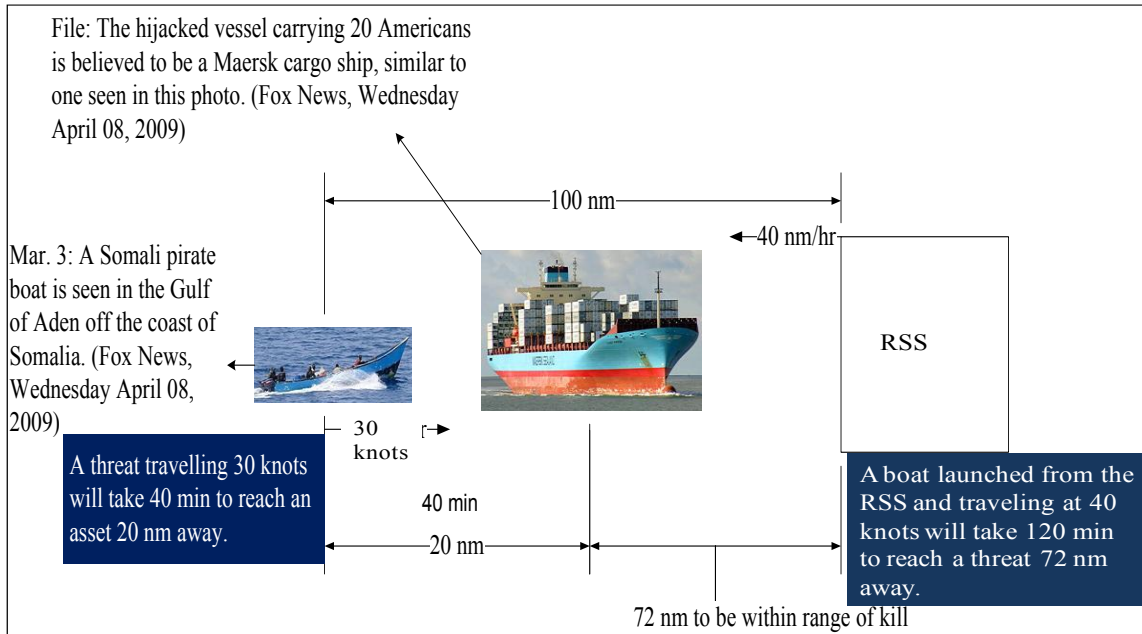 File: The hijacked vessel carrying 20 Americans
is believed to be a Maersk cargo ship, similar to
one seen in this photo. (Fox News, Wednesday
April 08, 2009)
100 nm
40 nm/hr
Mar. 3: A Somali pirate
boat is seen in the Gulf
of Aden off the coast of
Somalia. (Fox News,
Wednesday April 08,
2009)
RSS
MAERSK SEALAND
30
knots
A threat travelling 30 knots
will take 40 min to reach an
asset 20 nm away.
40 min
20 nm
A boat launched from the
RSS and traveling at 40
knots will take 120 min
to reach a threat 72 nm
away.
72 nm to be within range of kill